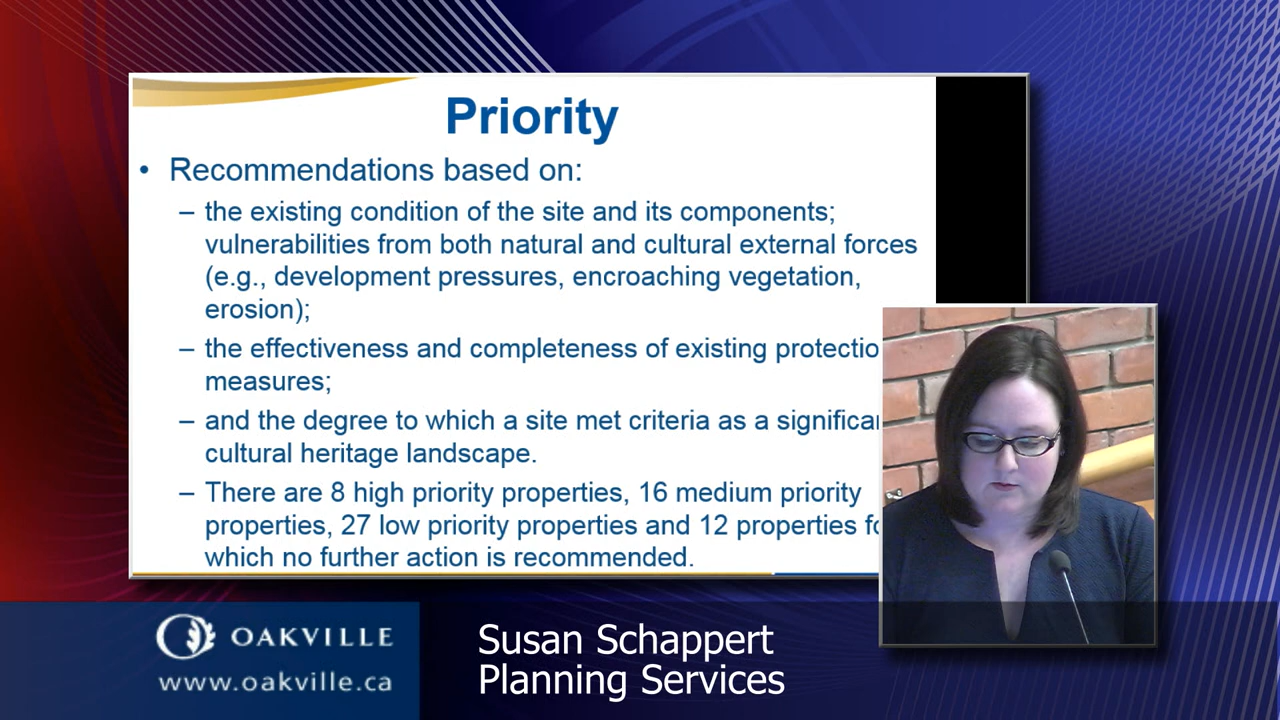 Priority
• Recommendations based on:
– the existing condition of the site and its components;
vulnerabilities from both natural and cultural external forces
(e.g., development pressures, encroaching vegetation,
erosion);
– the effectiveness and completeness of existing protectio
measures;
– and the degree to which a site met criteria as a significan
cultural heritage landscape.
– There are 8 high priority properties, 16 medium priority
properties, 27 low priority properties and 12 properties fo
which no further action is recommended.
OAKVILLE
www.oakville.ca
Susan Schappert
Planning Services